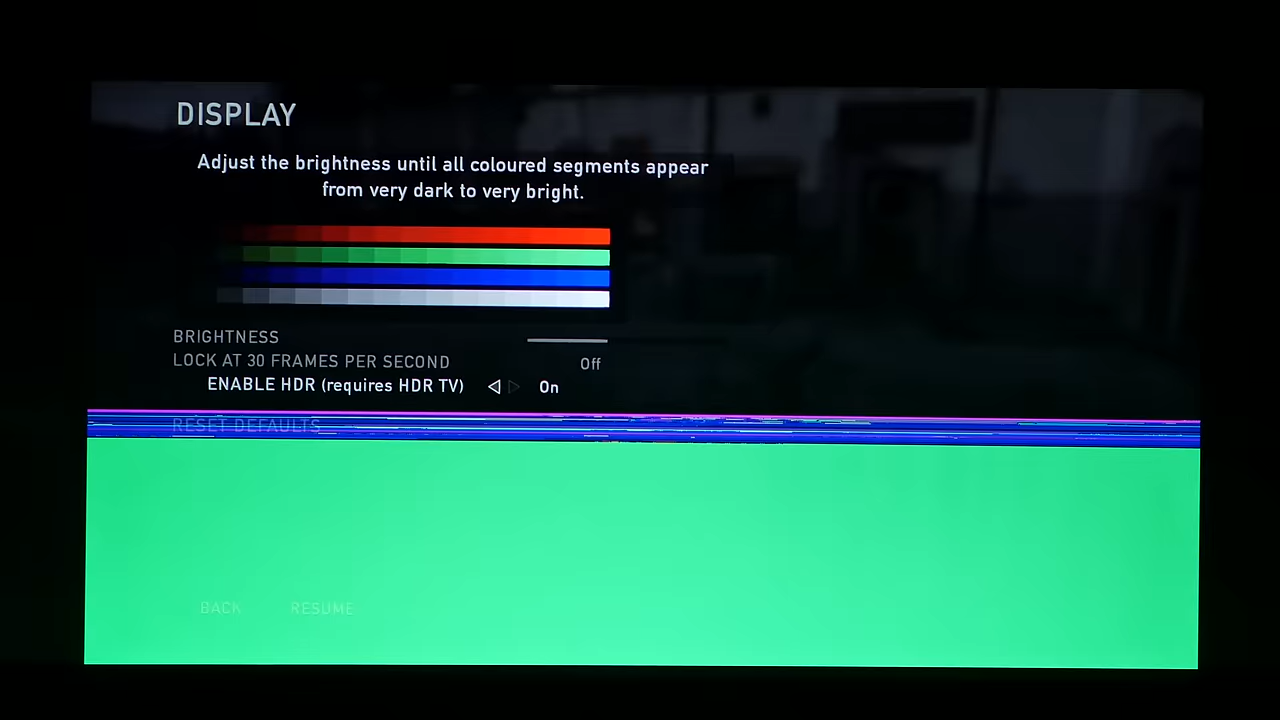 DISPLAY
Adjust the brightness until all coloured segments appear
from very dark to very bright.
BRIGHTNESS
LOCK AT 30 FRAMES PER SECOND Off
ENABLE HDR (requires HDR TV) On
RESET DEFAULTS
BACK RESUME